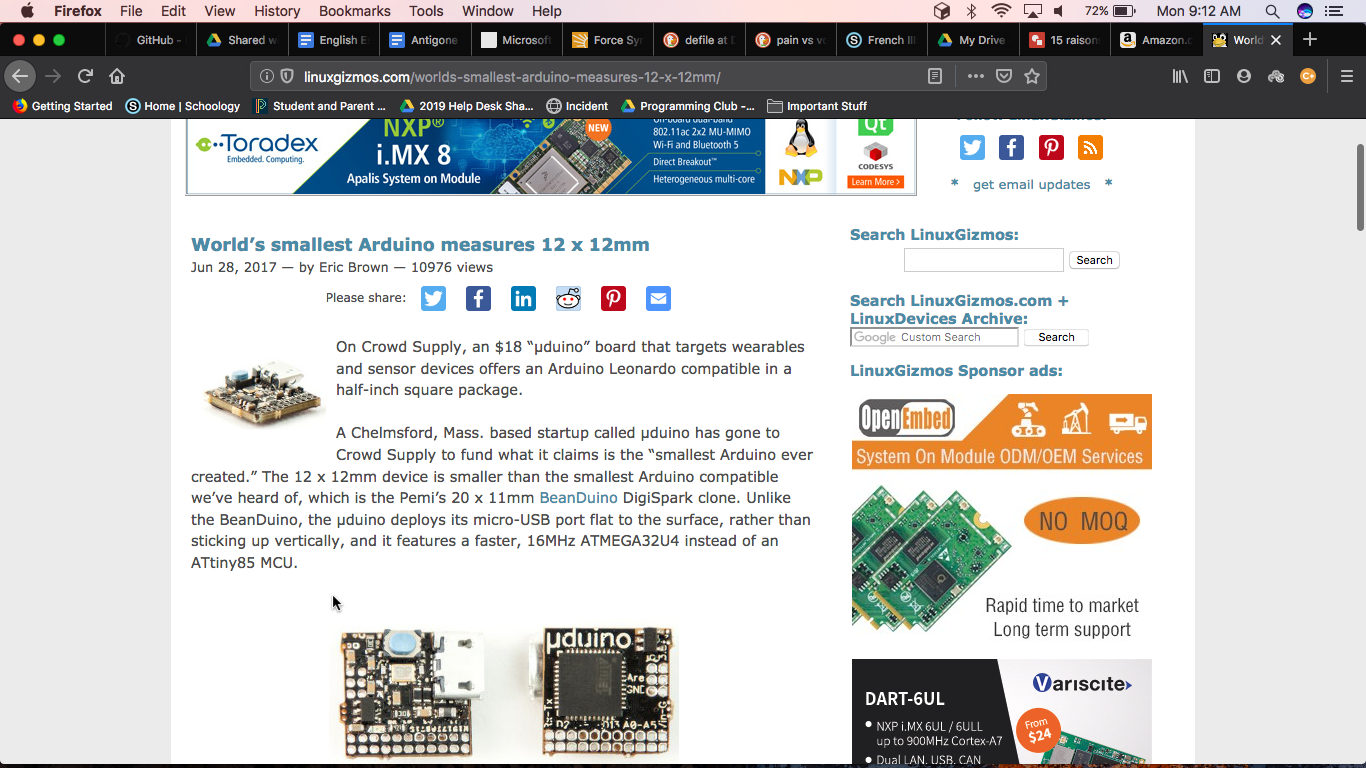 Firefox File Edit View History Bookmarks Tools Window Help 72% Mon 9:12 AM
GitHub - Shared w English E Antigone Microsoft Force Sy defile at D pain vs v French III My Drive 15 raison Amazon.c World
linuxgizmos.com/worlds-smallest-arduino-measures-12-x-12mm/
Getting Started Home | Schoology Student and Parent ... 2019 Help Desk Sha... Incident Programming Club -... Important Stuff
Toradex
Embedded. Computing.
NXP®
i.MX 8
Apalis System on Module
NEW
802.11ac 2x2 MU-MIMO
Wi-Fi and Bluetooth 5
Direct Breakout™
Heterogeneous multi-core
Qt
CODESYS
NXP
Learn More >
* get email updates *
World's smallest Arduino measures 12 x 12mm
Jun 28, 2017 — by Eric Brown — 10976 views
Please share:
On Crowd Supply, an $18 “µduino” board that targets wearables
and sensor devices offers an Arduino Leonardo compatible in a
half-inch square package.
A Chelmsford, Mass. based startup called µduino has gone to
Crowd Supply to fund what it claims is the “smallest Arduino ever
created.” The 12 x 12mm device is smaller than the smallest Arduino compatible
we've heard of, which is the Pemi's 20 x 11mm BeanDuino DigiSpark clone. Unlike
the BeanDuino, the µduino deploys its micro-USB port flat to the surface, rather than
sticking up vertically, and it features a faster, 16MHz ATMEGA32U4 instead of an
ATtiny85 MCU.
µduino
Are
GND
Rx-Tx
D2 D13 A0-A5
Search LinuxGizmos:
Search
Search LinuxGizmos.com +
LinuxDevices Archive:
Google Custom Search Search
LinuxGizmos Sponsor ads:
OpenEmbed
System On Module ODM/OEM Services
NO MOQ
Rapid time to market
Long term support
Variscite
DART-6UL
NXP i.MX 6UL / 6ULL
up to 900MHz Cortex-A7
Dual LAN, USB, CAN
From
$24